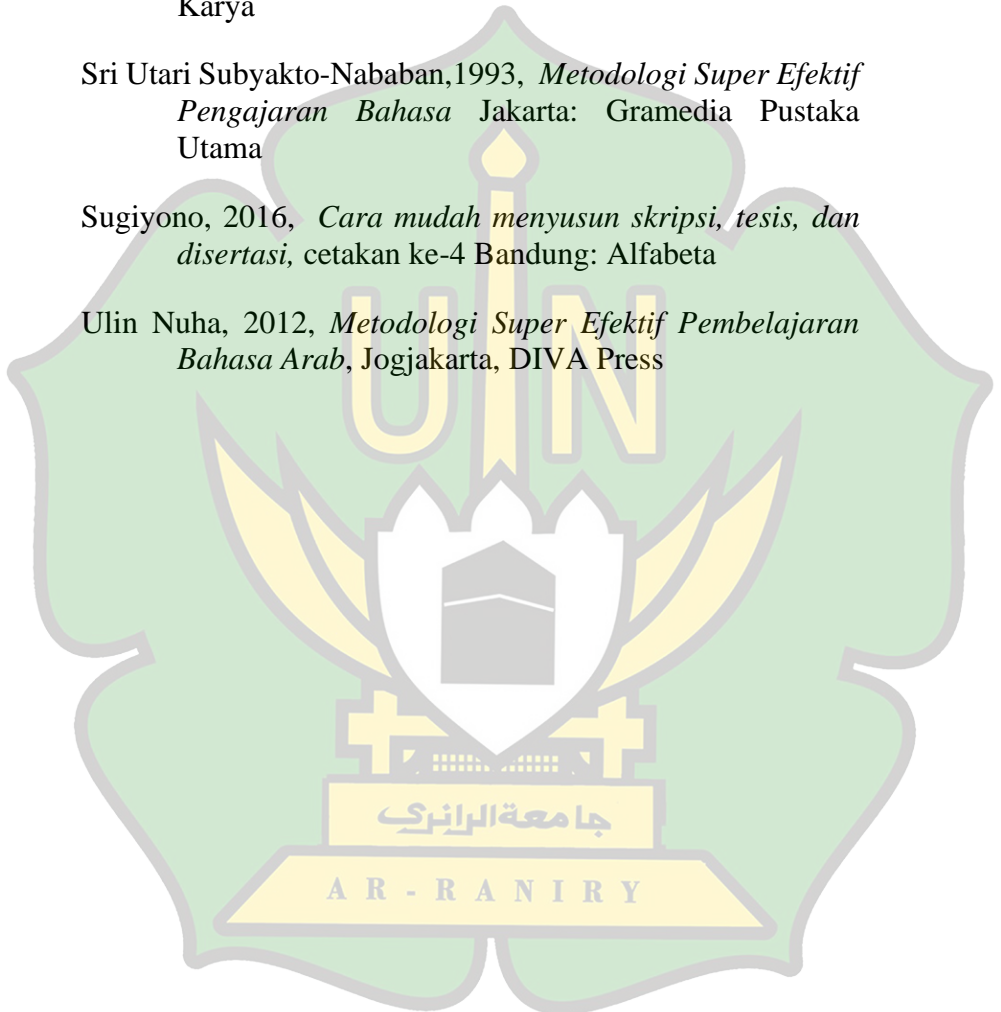 Karya
Sri Utari Subyakto-Nababan,1993, Metodologi Super Efektif
Pengajaran Bahasa Jakarta: Gramedia Pustaka
Utama
Sugiyono, 2016, Cara mudah menyusun skripsi, tesis, dan
disertasi, cetakan ke-4 Bandung: Alfabeta
Ulin Nuha, 2012, Metodologi Super Efektif Pembelajaran
Bahasa Arab, Jogjakarta, DIVA Press
UIN
جامعة الرانري
AR-RANIRY